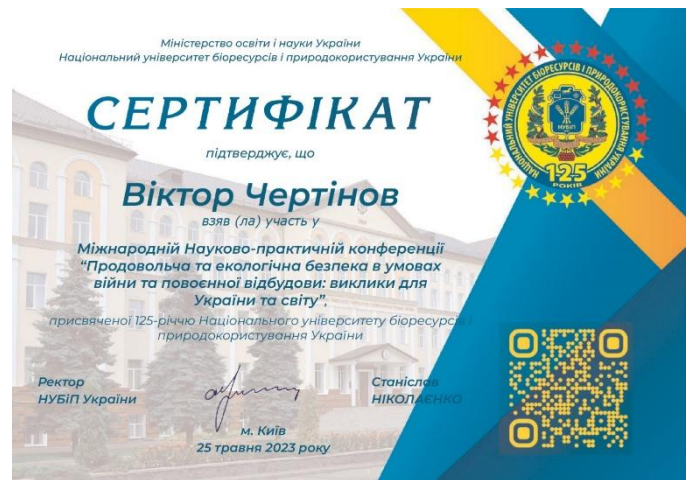 Міністерство освіти і науки України
Національний університет біоресурсів і природокористування України
СЕРТИФІКАТ
підтверджує, що
Віктор Чертінов
взяв (ла) участь у
Міжнародній Науково-практичній конференції
“Продовольча та екологічна безпека в умовах
війни та повоєнної відбудови: виклики для
України та світу”,
присвяченої 125-річчю Національного університету біоресурсів і
природокористування України
Ректор
НУБіП України
Станіслав
НІКОЛАЄНКО
м. Київ
25 травня 2023 року
НАЦІОНАЛЬНИЙ УНІВЕРСИТЕТ БІОРЕСУРСІВ І ПРИРОДОКОРИСТУВАННЯ УКРАЇНИ
НУБіП
125
РОКІВ